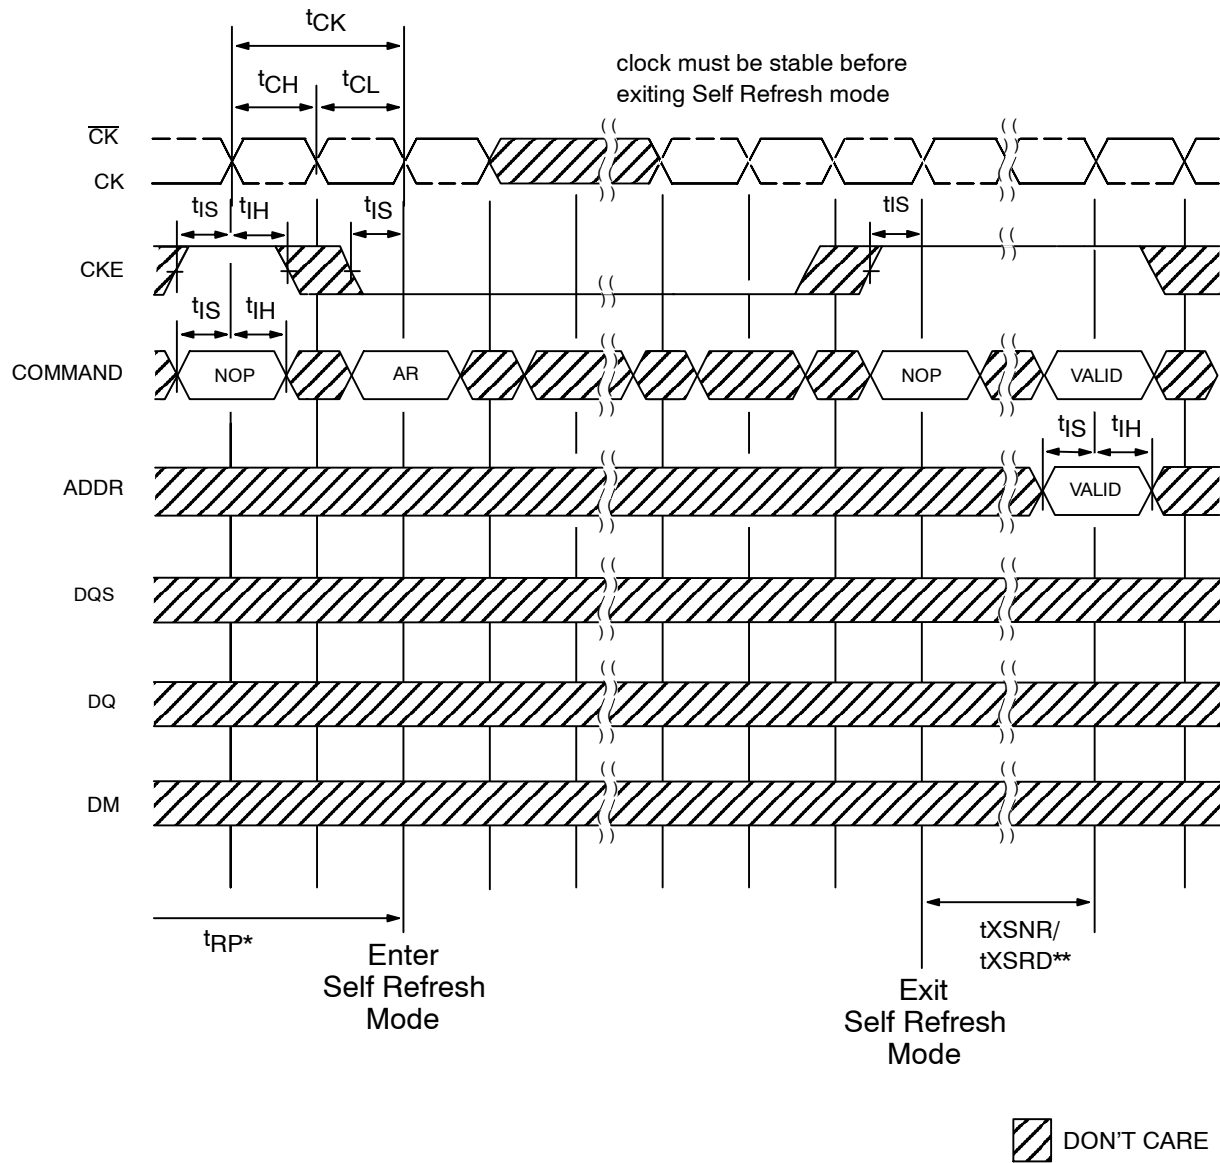 tCK
clock must be stable before
exiting Self Refresh mode
tCH
tCL
CK
CK
tIS
tIH
tIS
tIS
CKE
tIS
tIH
COMMAND
NOP
AR
NOP
VALID
tIS
tIH
ADDR
VALID
DQS
DQ
DM
tRP*
Enter
Self Refresh
Mode
tXSNR/
tXSRD**
Exit
Self Refresh
Mode
DON'T CARE